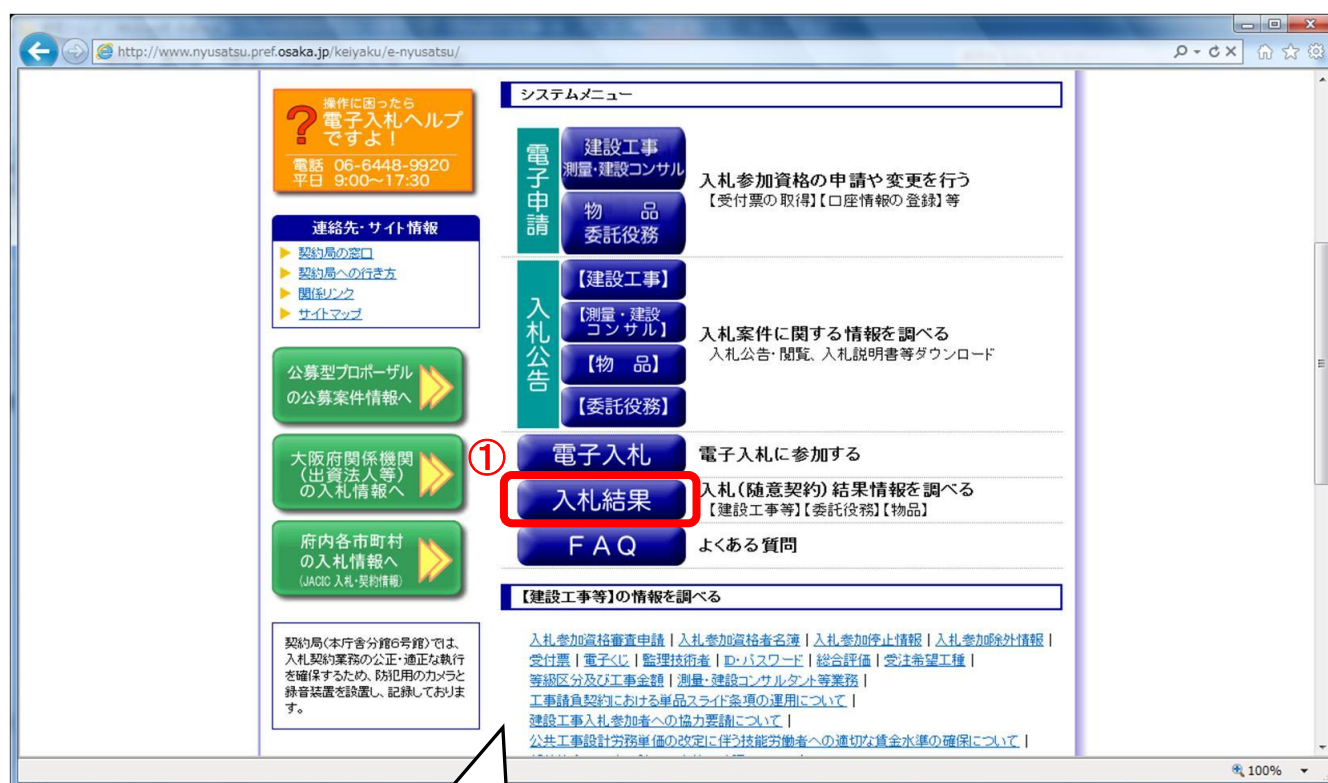 http://www.nyusatsu.pref.osaka.jp/keiyaku/e-nyusatsu/
操作に困ったら
? 電子入札ヘルプ
ですよ！
電話 06-6448-9920
平日 9:00～17:30
連絡先・サイト情報
契約局の窓口
契約局への行き方
関係リンク
サイトマップ
公募型プロポーザル
の公募案件情報へ
大阪府関係機関
（出資法人等）
の入札情報へ
府内各市町村
の入札情報へ
（JACIC 入札・契約情報）
契約局（本庁舎分館6号館）では、
入札契約業務の公正・適正な執行
を確保するため、防犯用のカメラと
録音装置を設置し、記録しておりま
す。
システムメニュー
電子申請
建設工事
測量・建設コンサル
物　品
委託役務
入札参加資格の申請や変更を行う
【受付票の取得】【口座情報の登録】等
入札公告
【建設工事】
【測量・建設
コンサル】
【物　品】
【委託役務】
入札案件に関する情報を調べる
入札公告・閲覧、入札説明書等ダウンロード
電子入札
電子入札に参加する
①
入札結果
入札（随意契約）結果情報を調べる
【建設工事等】【委託役務】【物品】
ＦＡＱ
よくある質問
【建設工事等】の情報を調べる
入札参加資格審査申請 | 入札参加資格者名簿 | 入札参加停止情報 | 入札参加除外情報 |
受付票 | 電子くじ | 監理技術者 | ID・パスワード | 総合評価 | 受注希望工種 |
等級区分及び工事金額 | 測量・建設コンサルタント等業務 |
工事請負契約における単品スライド条項の運用について |
建設工事入札参加者への協力要請について |
公共工事設計労務単価の改定に伴う技能労働者への適切な賃金水準の確保について |
100%